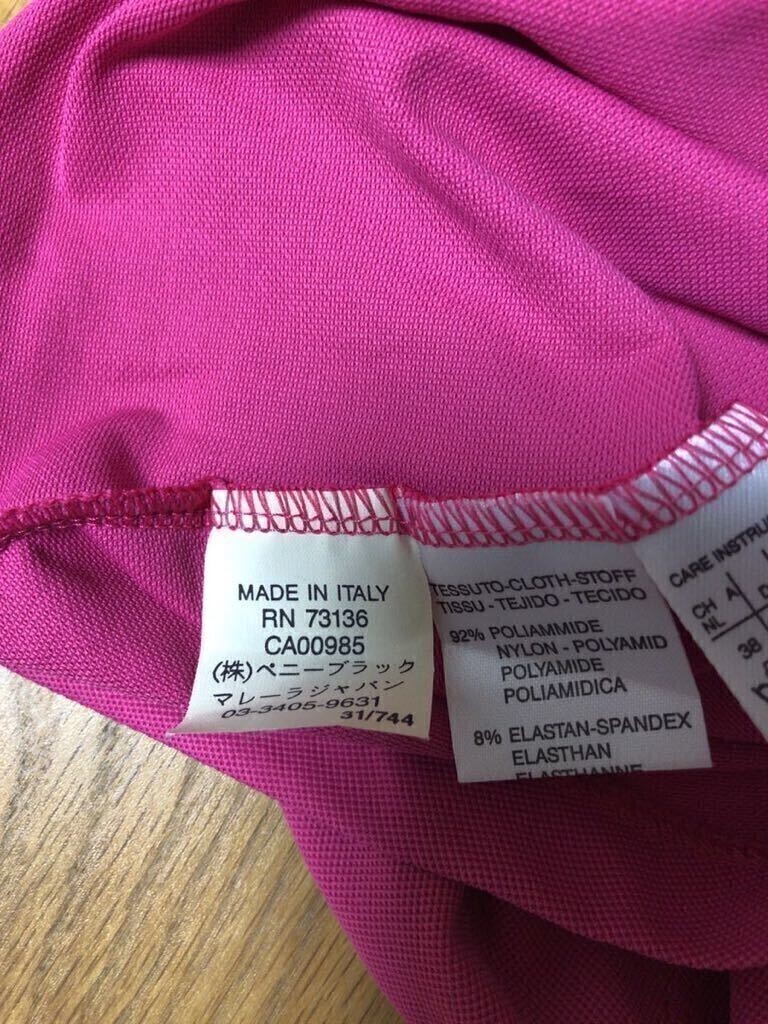 MADE IN ITALY
RN 73136
CA00985
(株)ペニーブラック
マレーラジャパン
03-3405-9631
31/744
TESSUTO-CLOTH-STOFF
TISSU - TEJIDO - TECIDO
92% POLIAMMIDE
NYLON - POLYAMID
POLYAMIDE
POLIAMIDICA
8% ELASTAN-SPANDEX
ELASTHAN
ELASTHANNE
CARE
CH A
NL
38